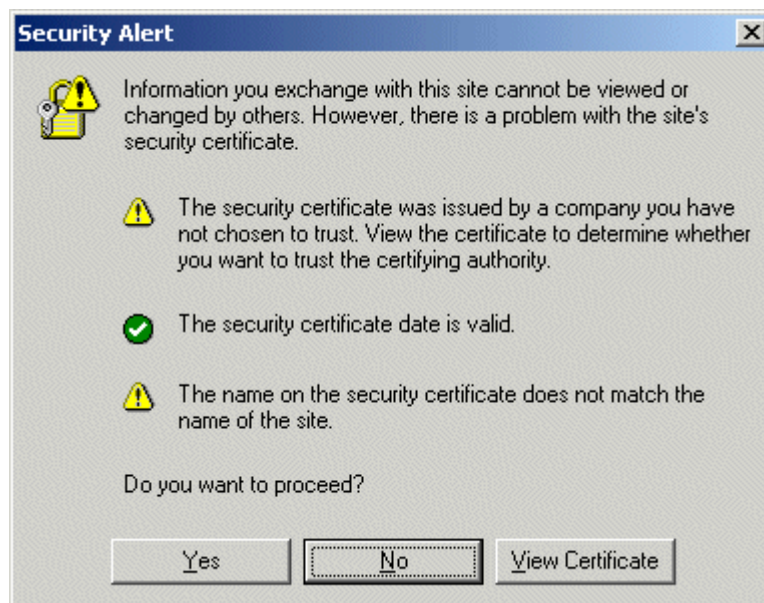 Security Alert
Information you exchange with this site cannot be viewed or
changed by others. However, there is a problem with the site's
security certificate.
The security certificate was issued by a company you have
not chosen to trust. View the certificate to determine whether
you want to trust the certifying authority.
The security certificate date is valid.
The name on the security certificate does not match the
name of the site.
Do you want to proceed?
Yes No View Certificate